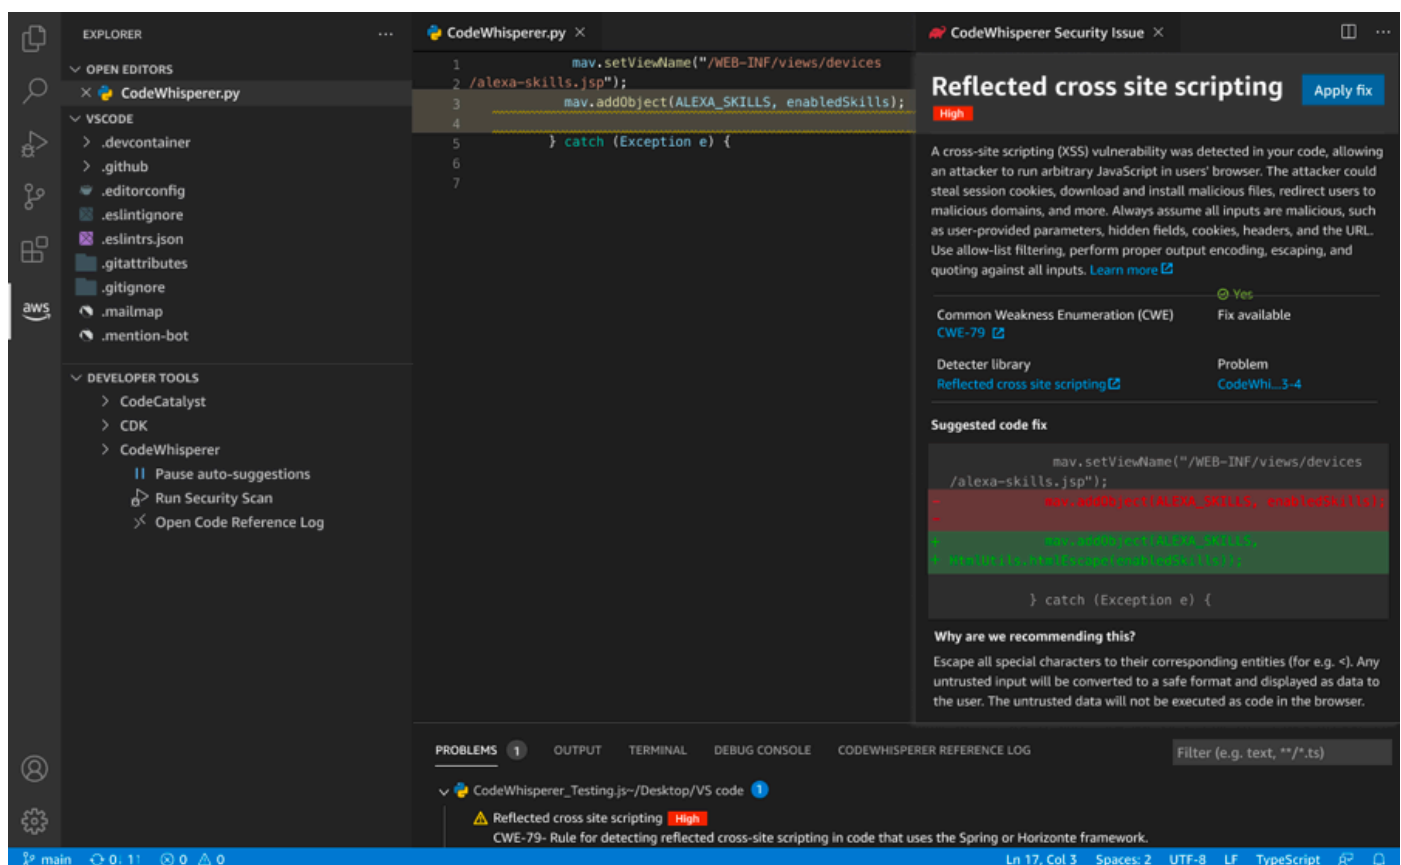 EXPLORER
OPEN EDITORS
CodeWhisperer.py
VSCODE
.devcontainer
.github
.editorconfig
.eslintignore
.eslintrs.json
.gitattributes
.gitignore
.mailmap
.mention-bot
DEVELOPER TOOLS
CodeCatalyst
CDK
CodeWhisperer
Pause auto-suggestions
Run Security Scan
Open Code Reference Log
aws
CodeWhisperer.py
1 mav.setViewName("/WEB-INF/views/devices
2 /alexa-skills.jsp");
3 mav.addObject(ALEXA_SKILLS, enabledSkills);
4
5 } catch (Exception e) {
6
7
CodeWhisperer Security Issue
Reflected cross site scripting
Apply fix
High
A cross-site scripting (XSS) vulnerability was detected in your code, allowing
an attacker to run arbitrary JavaScript in users' browser. The attacker could
steal session cookies, download and install malicious files, redirect users to
malicious domains, and more. Always assume all inputs are malicious, such
as user-provided parameters, hidden fields, cookies, headers, and the URL.
Use allow-list filtering, perform proper output encoding, escaping, and
quoting against all inputs. Learn more
Yes
Common Weakness Enumeration (CWE) Fix available
CWE-79
Detecter library Problem
Reflected cross site scripting CodeWhi...3-4
Suggested code fix
mav.setViewName("/WEB-INF/views/devices
/alexa-skills.jsp");
- mav.addObject(ALEXA_SKILLS, enabledSkills);
-
+ mav.addObject(ALEXA_SKILLS,
+ HtmlUtils.htmlEscape(enabledSkills));
} catch (Exception e) {
Why are we recommending this?
Escape all special characters to their corresponding entities (for e.g. <). Any
untrusted input will be converted to a safe format and displayed as data to
the user. The untrusted data will not be executed as code in the browser.
PROBLEMS 1 OUTPUT TERMINAL DEBUG CONSOLE CODEWHISPERER REFERENCE LOG
Filter (e.g. text, **/*.ts)
CodeWhisperer_Testing.js~/Desktop/VS code 1
Reflected cross site scripting High
CWE-79- Rule for detecting reflected cross-site scripting in code that uses the Spring or Horizonte framework.
main 0↓ 1↑ 0 0 Ln 17, Col 3 Spaces: 2 UTF-8 LF TypeScript